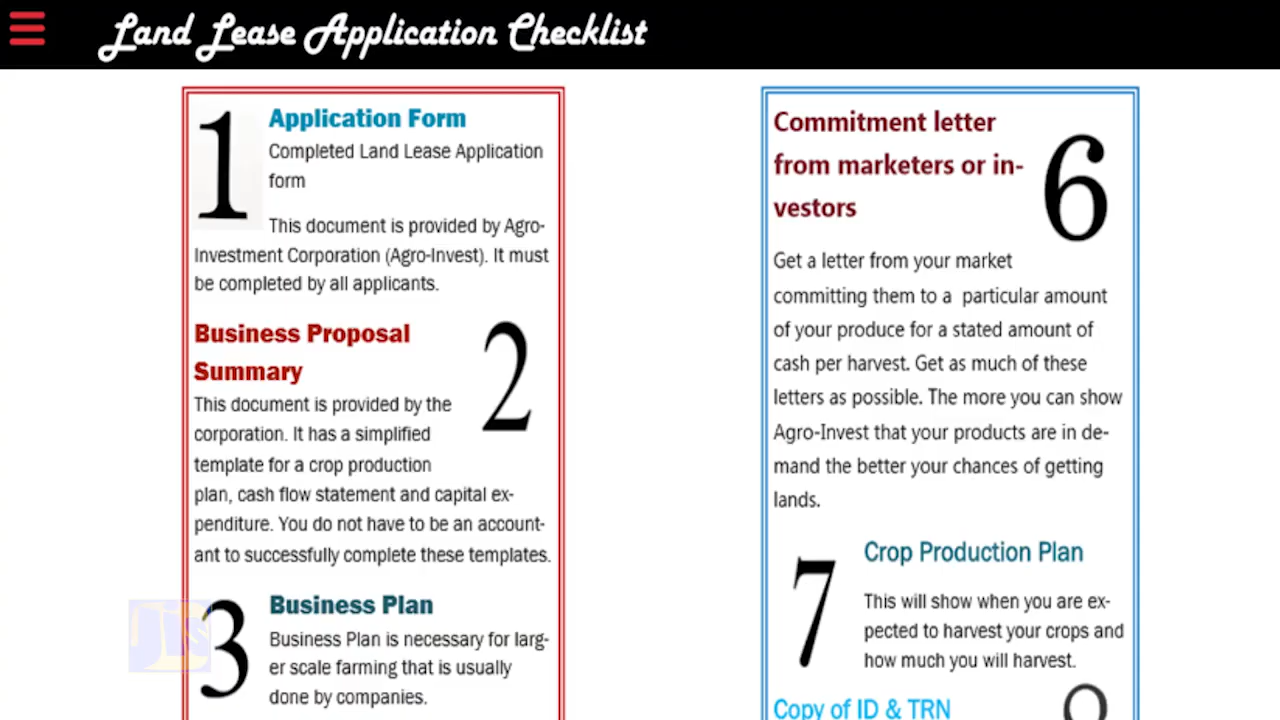 Land Lease Application Checklist
1
Application Form
Completed Land Lease Application
form
This document is provided by Agro-
Investment Corporation (Agro-Invest). It must
be completed by all applicants.
Business Proposal
Summary
2
This document is provided by the
corporation. It has a simplified
template for a crop production
plan, cash flow statement and capital ex-
penditure. You do not have to be an account-
ant to successfully complete these templates.
3
Business Plan
Business Plan is necessary for larg-
er scale farming that is usually
done by companies.
Commitment letter
from marketers or in-
vestors
6
Get a letter from your market
committing them to a particular amount
of your produce for a stated amount of
cash per harvest. Get as much of these
letters as possible. The more you can show
Agro-Invest that your products are in de-
mand the better your chances of getting
lands.
7
Crop Production Plan
This will show when you are ex-
pected to harvest your crops and
how much you will harvest.
Copy of ID & TRN